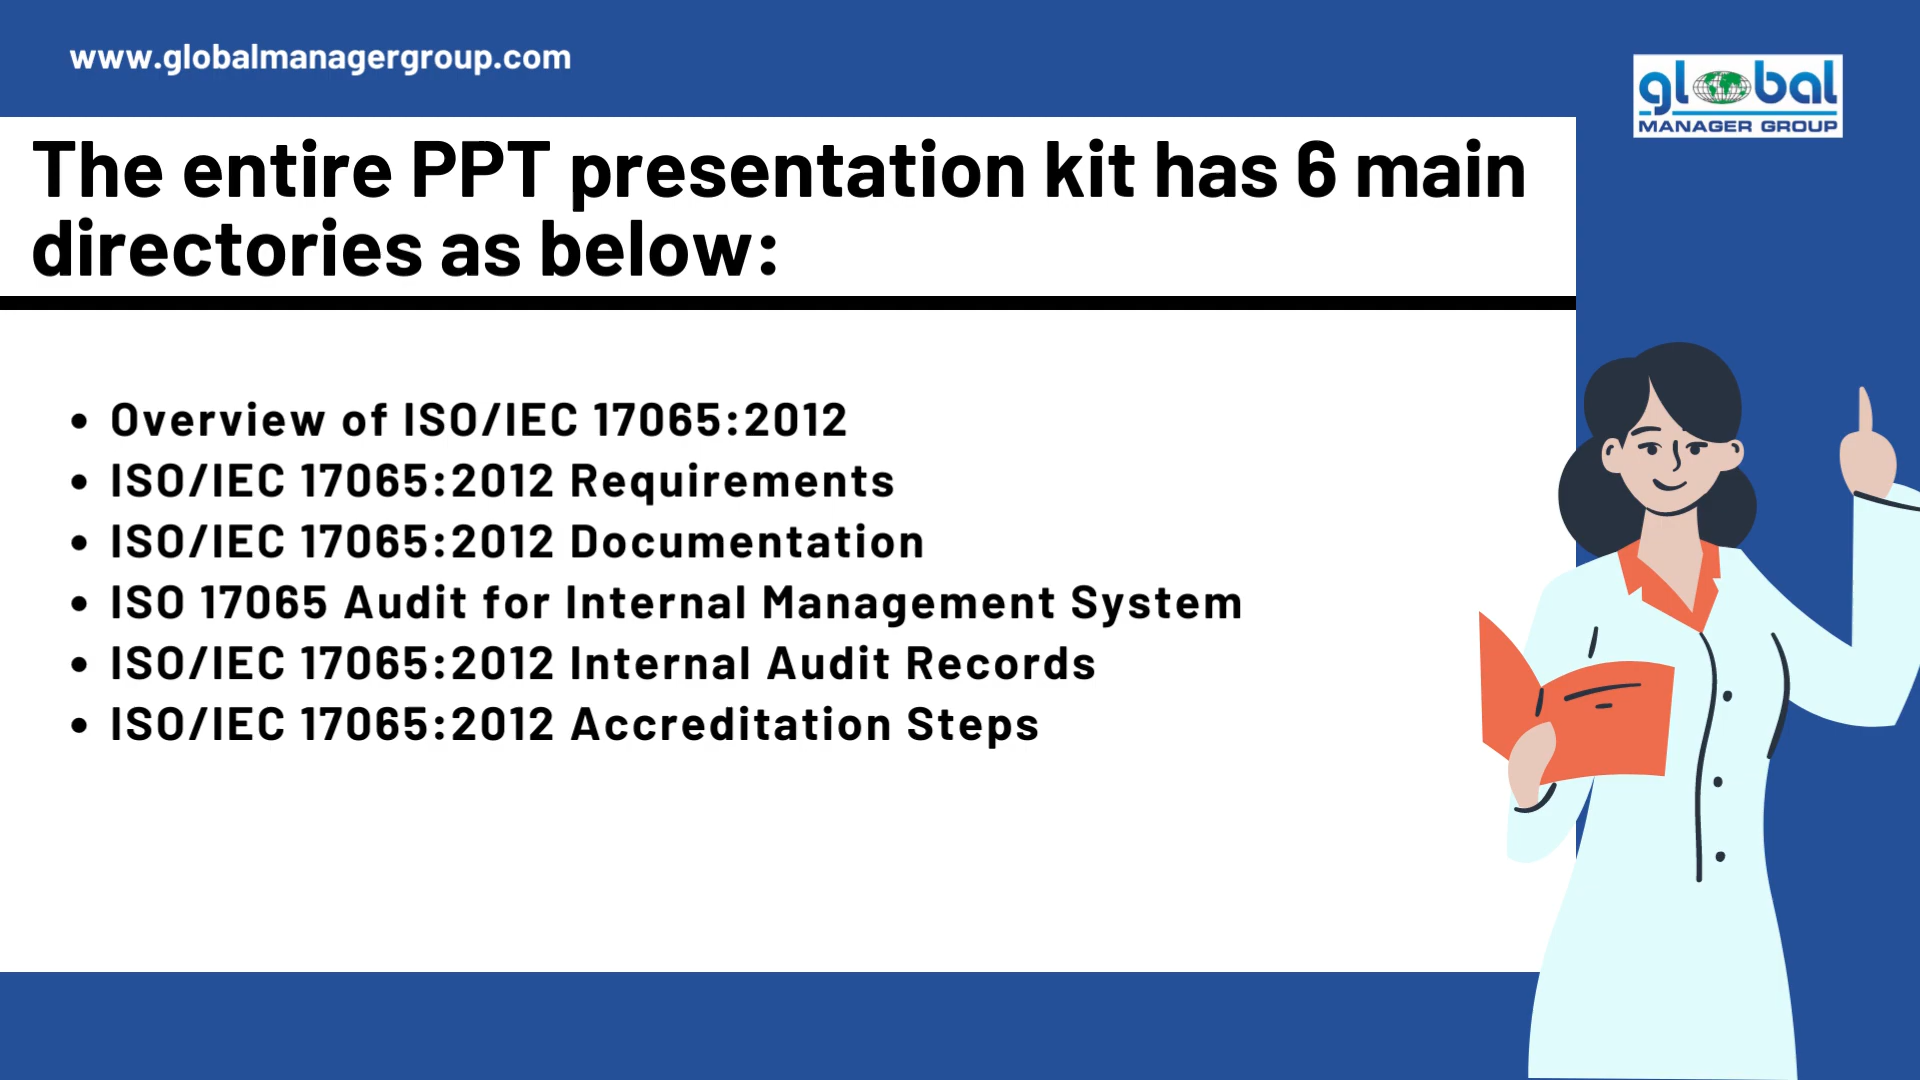 www.globalmanagergroup.com
global
MANAGER GROUP
The entire PPT presentation kit has 6 main
directories as below:
• Overview of ISO/IEC 17065:2012
• ISO/IEC 17065:2012 Requirements
• ISO/IEC 17065:2012 Documentation
• ISO 17065 Audit for Internal Management System
• ISO/IEC 17065:2012 Internal Audit Records
• ISO/IEC 17065:2012 Accreditation Steps